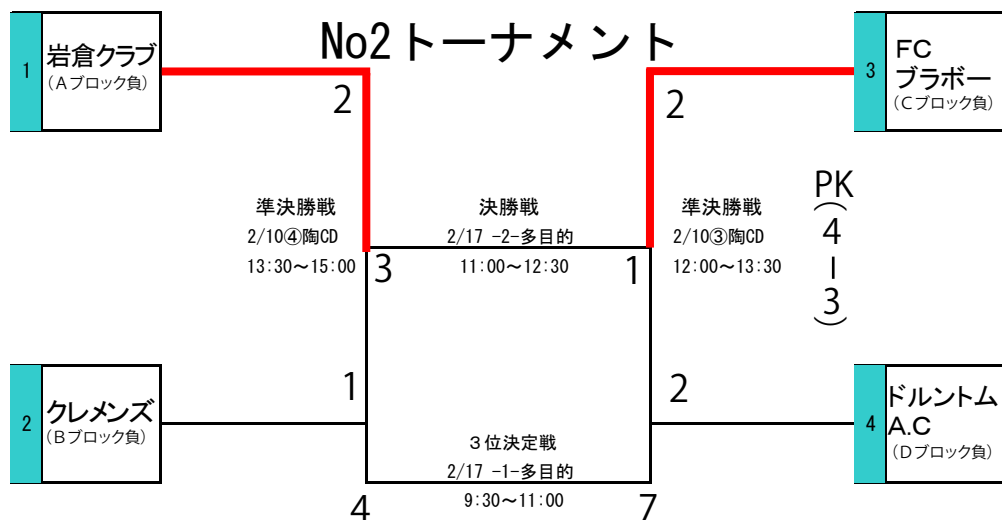 No2トーナメント
1
岩倉クラブ
(Aブロック負)
2
2
3
FC
ブラボー
(Cブロック負)
準決勝戦
2/10④陶CD
13:30～15:00
決勝戦
2/17 -2-多目的
11:00～12:30
準決勝戦
2/10③陶CD
12:00～13:30
PK(4-3)
3
1
2
クレメンズ
(Bブロック負)
1
2
4
ドルントム
A.C
(Dブロック負)
３位決定戦
2/17 -1-多目的
9:30～11:00
4
7